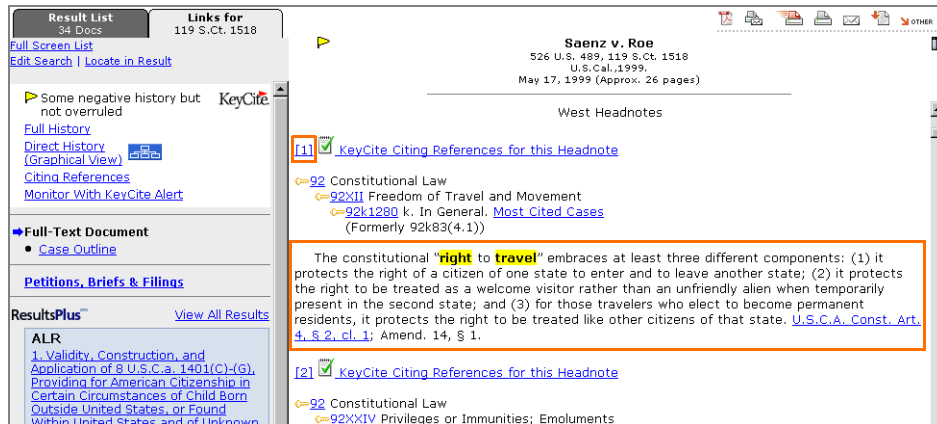 Result List
34 Docs
Links for
119 S.Ct. 1518
Full Screen List
Edit Search | Locate in Result
Some negative history but
not overruled
KeyCite
Full History
Direct History
(Graphical View)
Citing References
Monitor With KeyCite Alert
Full-Text Document
Case Outline
Petitions, Briefs & Filings
ResultsPlus™
View All Results
ALR
1. Validity, Construction, and
Application of 8 U.S.C.a. 1401(C)-(G),
Providing for American Citizenship in
Certain Circumstances of Child Born
Outside United States, or Found
Within United States and of Unknown
OTHER
Saenz v. Roe
526 U.S. 489, 119 S.Ct. 1518
U.S.Cal.,1999.
May 17, 1999 (Approx. 26 pages)
West Headnotes
[1] KeyCite Citing References for this Headnote
92 Constitutional Law
92XII Freedom of Travel and Movement
92k1280 k. In General. Most Cited Cases
(Formerly 92k83(4.1))
The constitutional “right to travel” embraces at least three different components: (1) it
protects the right of a citizen of one state to enter and to leave another state; (2) it protects
the right to be treated as a welcome visitor rather than an unfriendly alien when temporarily
present in the second state; and (3) for those travelers who elect to become permanent
residents, it protects the right to be treated like other citizens of that state. U.S.C.A. Const. Art.
4, § 2, cl. 1; Amend. 14, § 1.
[2] KeyCite Citing References for this Headnote
92 Constitutional Law
92XXIV Privileges or Immunities; Emoluments